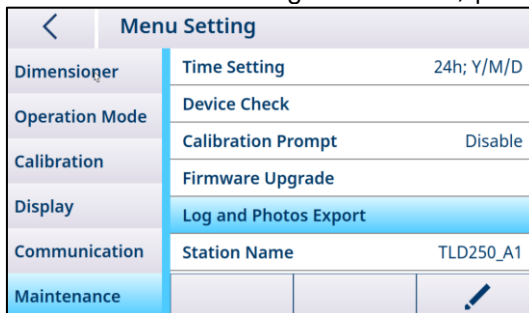 Menu Setting
Dimensioner
Operation Mode
Calibration
Display
Communication
Maintenance
Time Setting 24h; Y/M/D
Device Check
Calibration Prompt Disable
Firmware Upgrade
Log and Photos Export
Station Name TLD250_A1